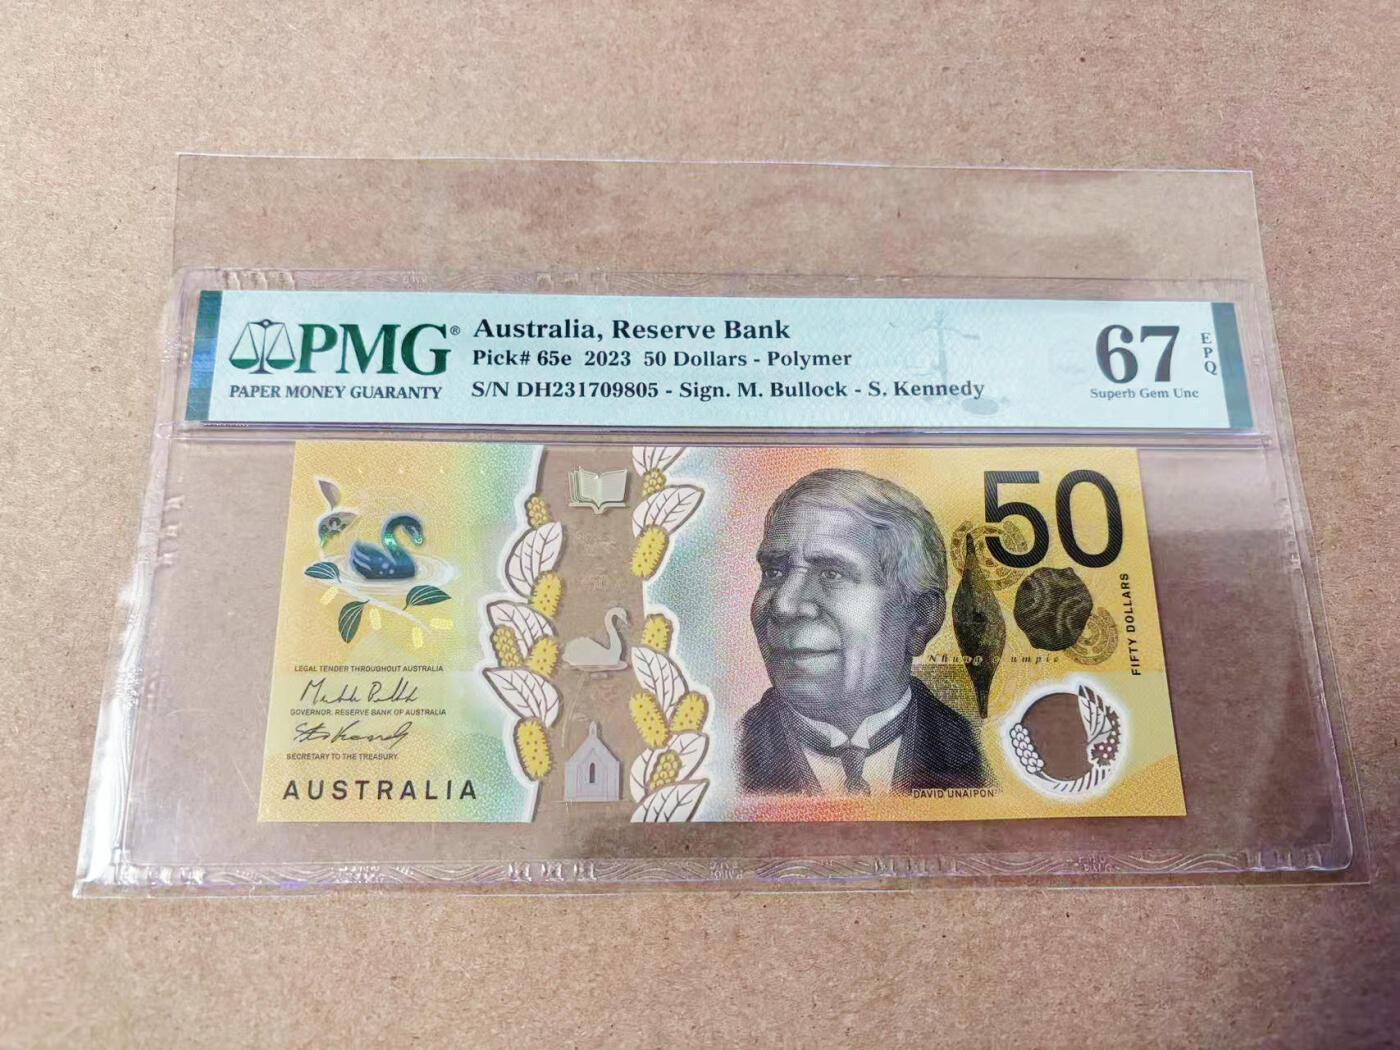 PMG®
PAPER MONEY GUARANTY
Australia, Reserve Bank
Pick# 65e 2023 50 Dollars - Polymer
S/N DH231709805 - Sign. M. Bullock - S. Kennedy
67
EPQ
Superb Gem Unc
50
FIFTY DOLLARS
LEGAL TENDER THROUGHOUT AUSTRALIA
GOVERNOR, RESERVE BANK OF AUSTRALIA
SECRETARY TO THE TREASURY
AUSTRALIA
DAVID UNAIPON